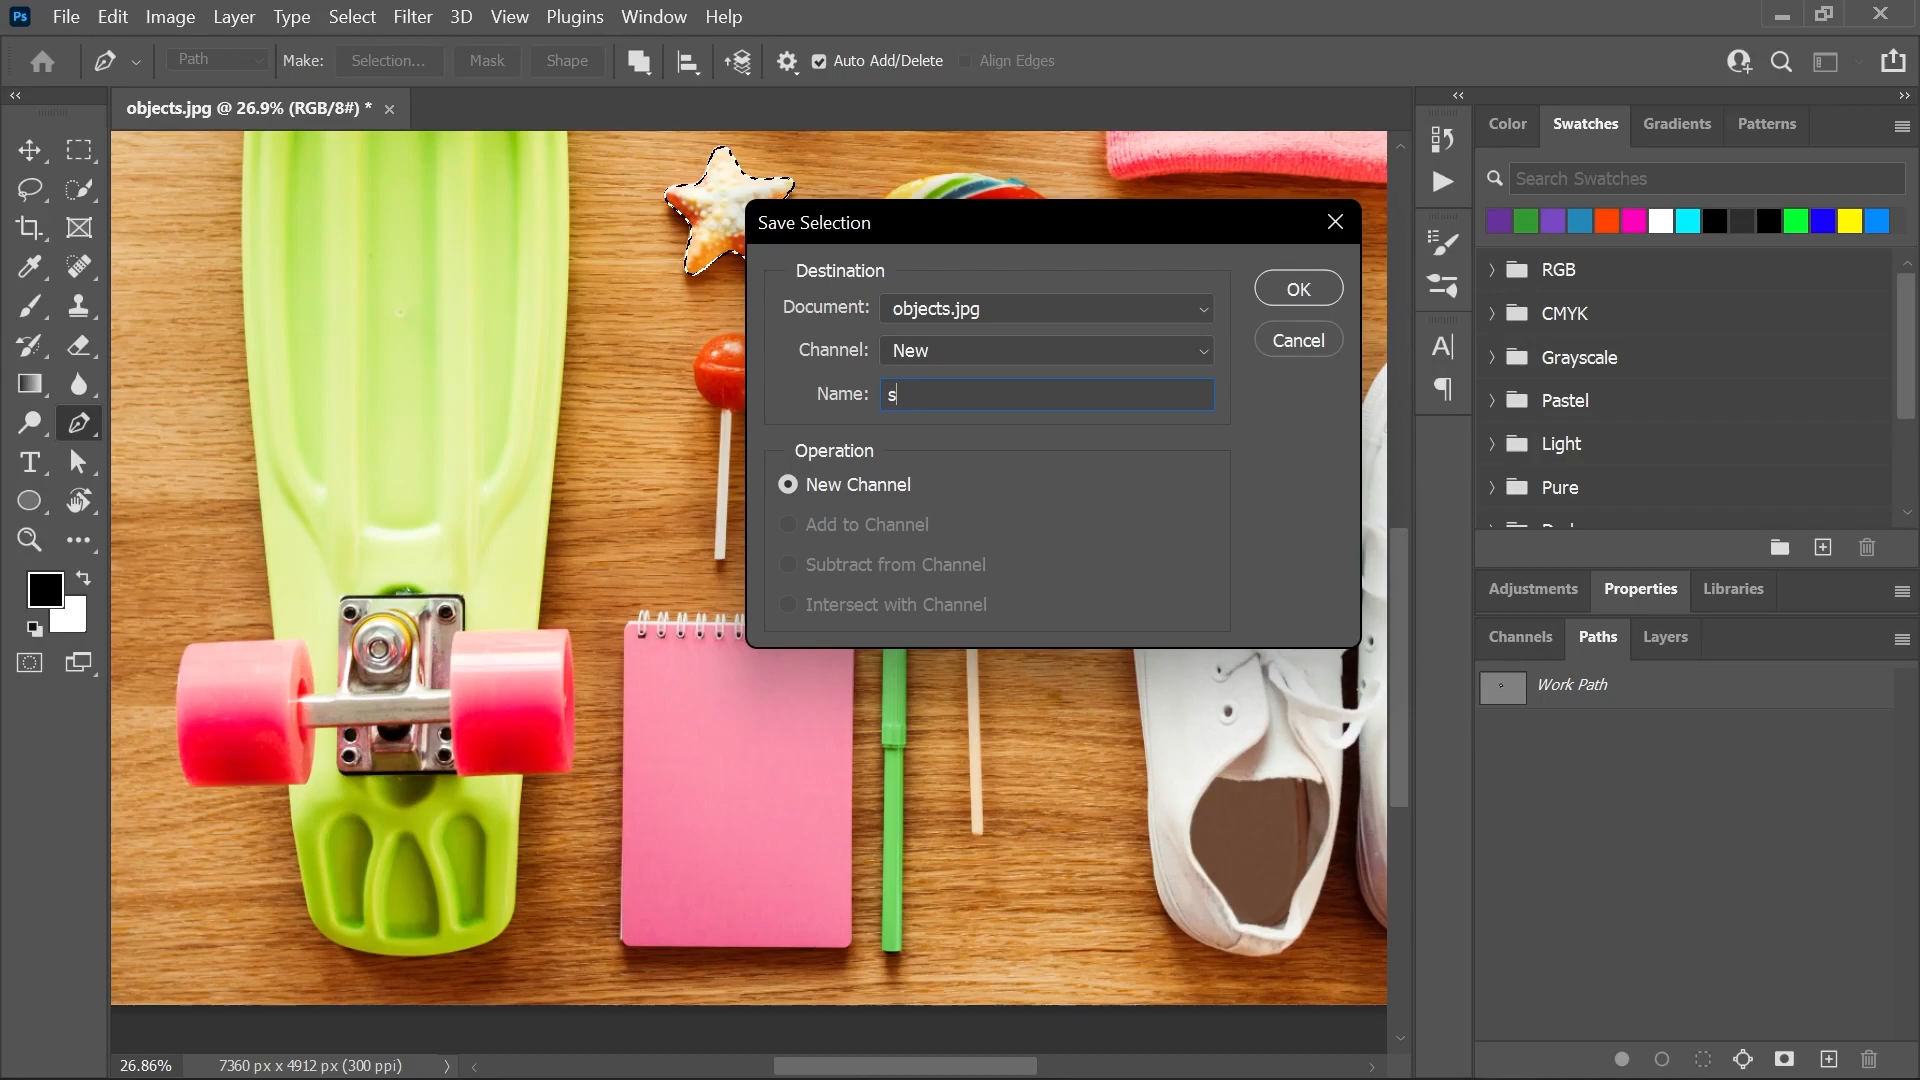 Ps File Edit Image Layer Type Select Filter 3D View Plugins Window Help
Path Make: Selection... Mask Shape Auto Add/Delete Align Edges
objects.jpg @ 26.9% (RGB/8#) *
Color Swatches Gradients Patterns
Search Swatches
RGB
CMYK
Grayscale
Pastel
Light
Pure
Save Selection
Destination
Document: objects.jpg
Channel: New
Name: s
OK
Cancel
Operation
New Channel
Add to Channel
Subtract from Channel
Intersect with Channel
Adjustments Properties Libraries
Channels Paths Layers
Work Path
26.86% 7360 px x 4912 px (300 ppi)